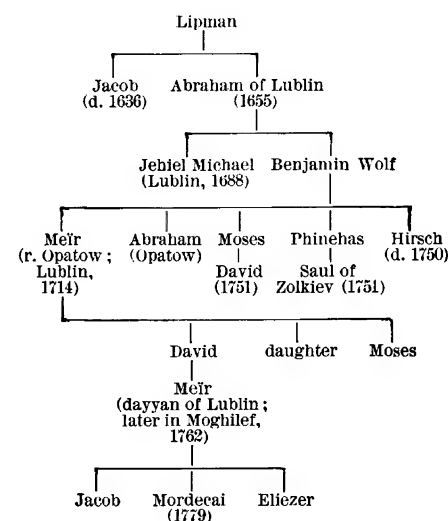 Lipman
Jacob Abraham of Lublin
(d. 1636) (1655)
Jehiel Michael Benjamin Wolf
(Lublin, 1688)
Meïr Abraham Moses Phinehas Hirsch
(r. Opatow; (Opatow) (d. 1750)
Lublin, David Saul of
1714) (1751) Zolkiev (1751)
David daughter Moses
Meïr
(dayyan of Lublin;
later in Moghilef,
1762)
Jacob Mordecai Eliezer
(1779)